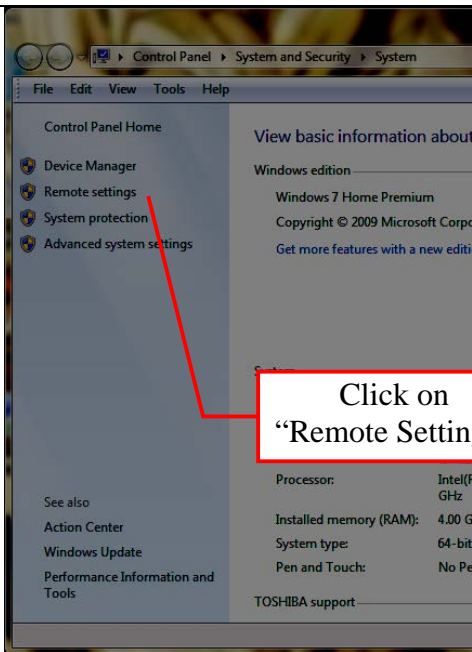 Control Panel ▸ System and Security ▸ System
File Edit View Tools Help
Control Panel Home
Device Manager
Remote settings
System protection
Advanced system settings
View basic information about
Windows edition
Windows 7 Home Premium
Copyright © 2009 Microsoft Corpo
Get more features with a new editi
System
Click on
“Remote Setting
Processor: Intel(R
GHz
Installed memory (RAM): 4.00 G
System type: 64-bit
Pen and Touch: No Pe
TOSHIBA support
See also
Action Center
Windows Update
Performance Information and
Tools